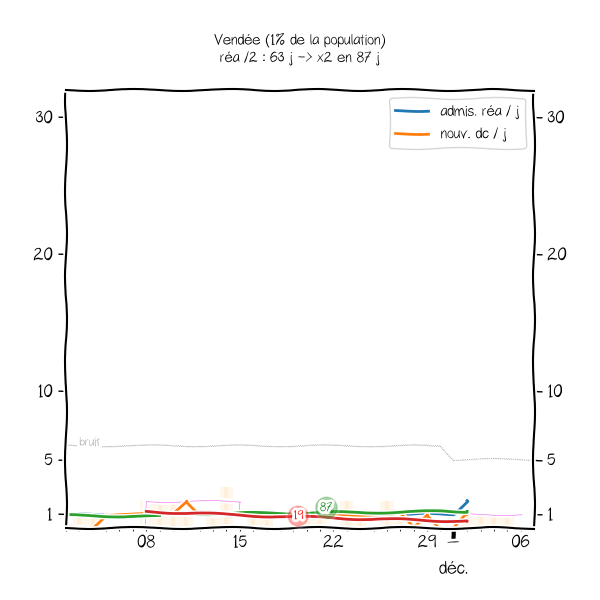 Vendée (1% de la population)
réa /2 : 63 j -> x2 en 87 j
admis. réa / j
nouv. dc / j
30
30
20
20
10
10
bruit
5
5
87
19
1
1
08
15
22
29
06
déc.